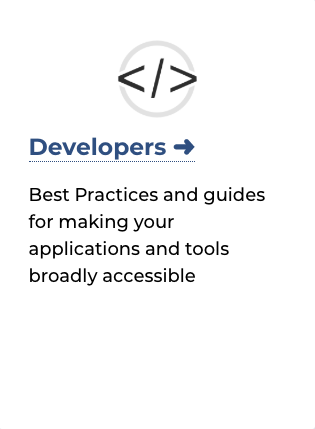 </>
Developers ➜
Best Practices and guides
for making your
applications and tools
broadly accessible